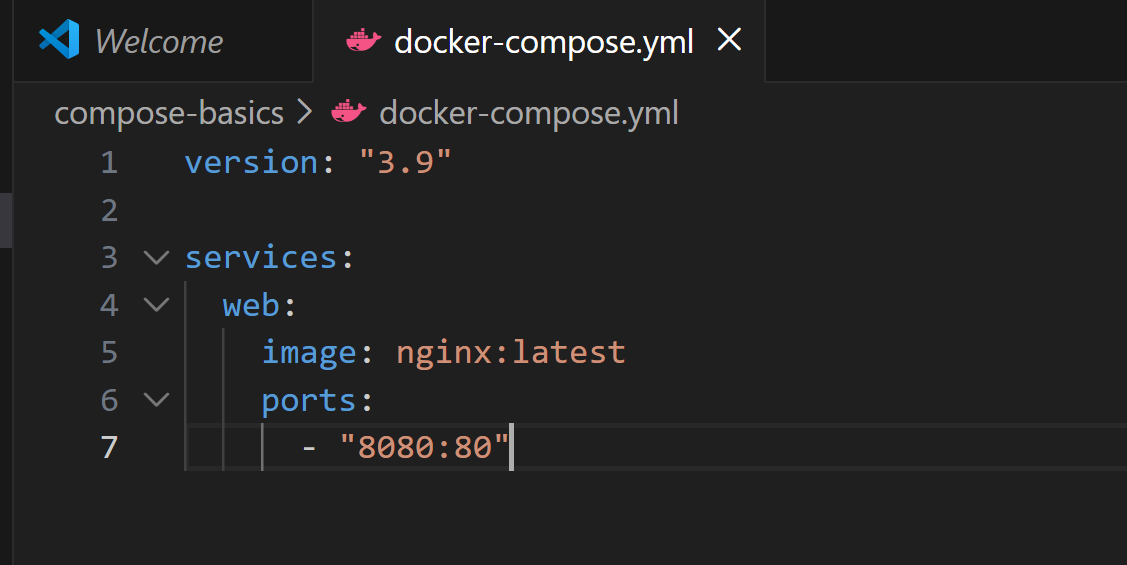 Welcome docker-compose.yml
compose-basics > docker-compose.yml
1 version: "3.9"
2
3 services:
4   web:
5     image: nginx:latest
6     ports:
7       - "8080:80"